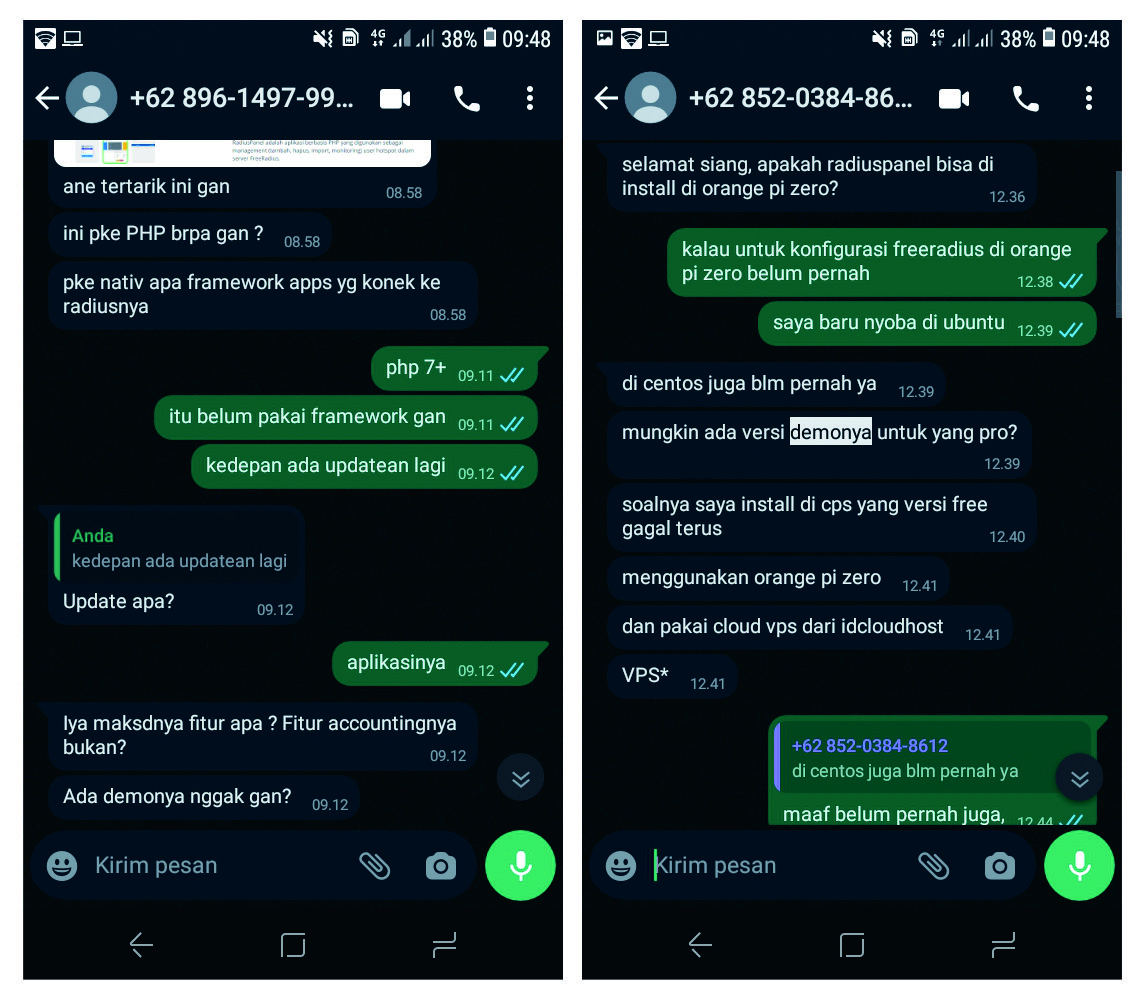 38% 09:48
+62 896-1497-99...
RadiusPanel adalah aplikasi berbasis PHP yang digunakan sebagai
management (tambah, hapus, import, monitoring) user hotspot dalam
server FreeRadius.
ane tertarik ini gan 08.58
ini pke PHP brpa gan ? 08.58
pke nativ apa framework apps yg konek ke
radiusnya 08.58
php 7+ 09.11
itu belum pakai framework gan 09.11
kedepan ada updatean lagi 09.12
Anda
kedepan ada updatean lagi
Update apa? 09.12
aplikasinya 09.12
Iya maksdnya fitur apa ? Fitur accountingnya
bukan? 09.12
Ada demonya nggak gan? 09.12
Kirim pesan
4G 38% 09:48
+62 852-0384-86...
selamat siang, apakah radiuspanel bisa di
install di orange pi zero? 12.36
kalau untuk konfigurasi freeradius di orange
pi zero belum pernah 12.38
saya baru nyoba di ubuntu 12.39
di centos juga blm pernah ya 12.39
mungkin ada versi demonya untuk yang pro?
12.39
soalnya saya install di cps yang versi free
gagal terus 12.40
menggunakan orange pi zero 12.41
dan pakai cloud vps dari idcloudhost 12.41
VPS* 12.41
+62 852-0384-8612
di centos juga blm pernah ya
maaf belum pernah juga, 12.44
Kirim pesan